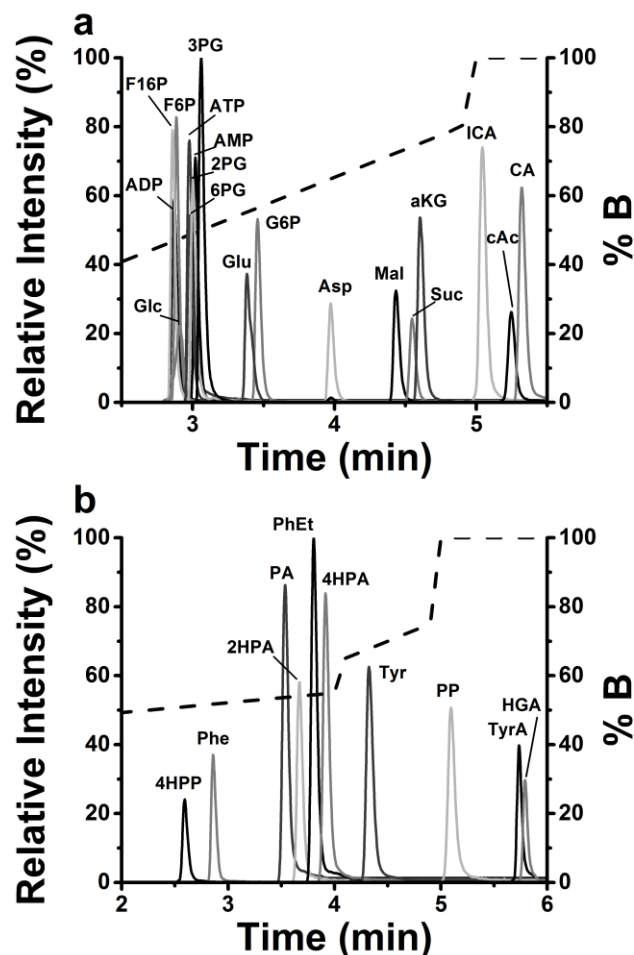 a
3PG
F16P
F6P
ATP
AMP
2PG
6PG
ADP
Glc
Glu
G6P
Asp
Mal
Suc
aKG
ICA
cAc
CA
100
80
60
40
20
0
100
80
60
40
20
0
3
4
5
Relative Intensity (%)
% B
Time (min)
b
PhEt
PA
4HPA
2HPA
Tyr
Phe
4HPP
PP
HGA
TyrA
100
80
60
40
20
0
100
80
60
40
20
0
2
3
4
5
6
Relative Intensity (%)
% B
Time (min)